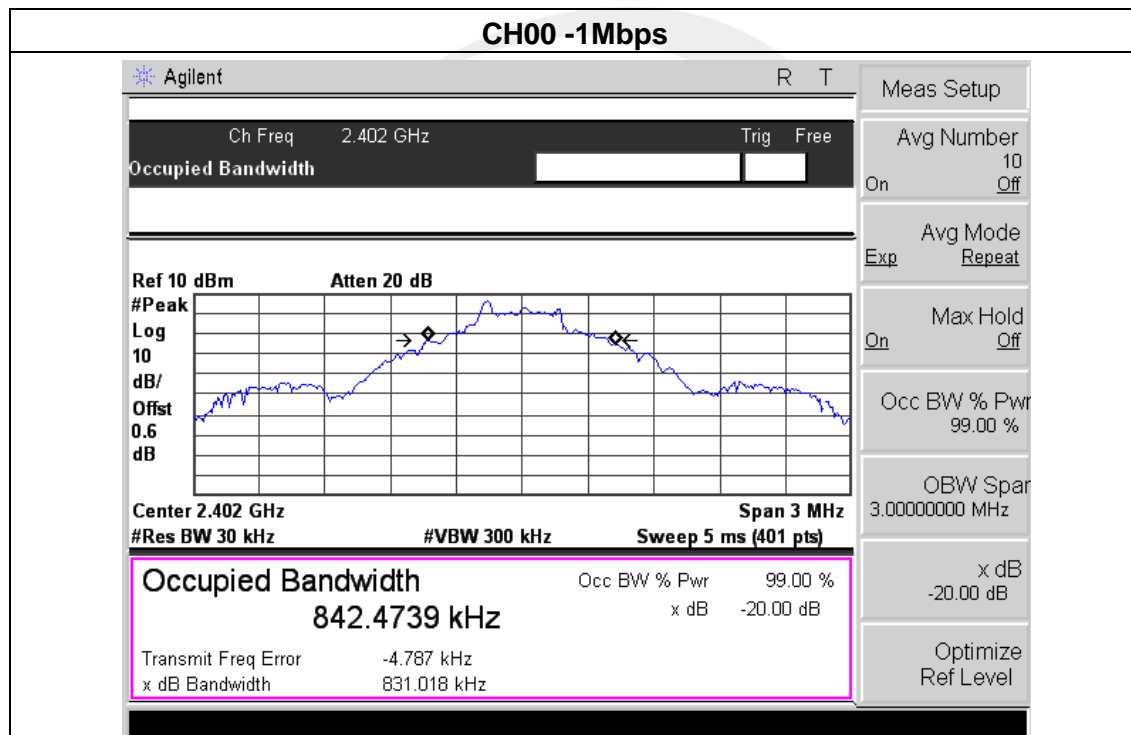 CH00 -1Mbps
Agilent R T
Ch Freq 2.402 GHz Trig Free
Occupied Bandwidth
Meas Setup
Avg Number
10
On Off
Avg Mode
Exp Repeat
Max Hold
On Off
Occ BW % Pwr
99.00 %
OBW Span
3.00000000 MHz
x dB
-20.00 dB
Optimize
Ref Level
Ref 10 dBm Atten 20 dB
#Peak
Log
10
dB/
Offst
0.6
dB
Center 2.402 GHz Span 3 MHz
#Res BW 30 kHz #VBW 300 kHz Sweep 5 ms (401 pts)
Occupied Bandwidth
842.4739 kHz
Occ BW % Pwr 99.00 %
x dB -20.00 dB
Transmit Freq Error -4.787 kHz
x dB Bandwidth 831.018 kHz